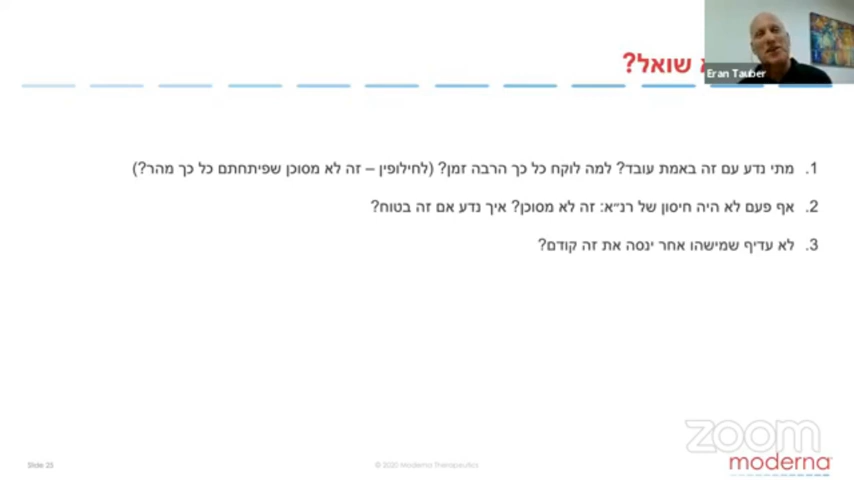 שואל?
Eran Tauber
1. מתי נדע עם זה באמת עובד? למה לוקח כל כך הרבה זמן? (לחילופין – זה לא מסוכן שפיתחתם כל כך מהר?)
2. אף פעם לא היה חיסון של רנ״א: זה לא מסוכן? איך נדע אם זה בטוח?
3. לא עדיף שמישהו אחר ינסה את זה קודם?
zoom
moderna
Slide 25
© 2020 Moderna Therapeutics